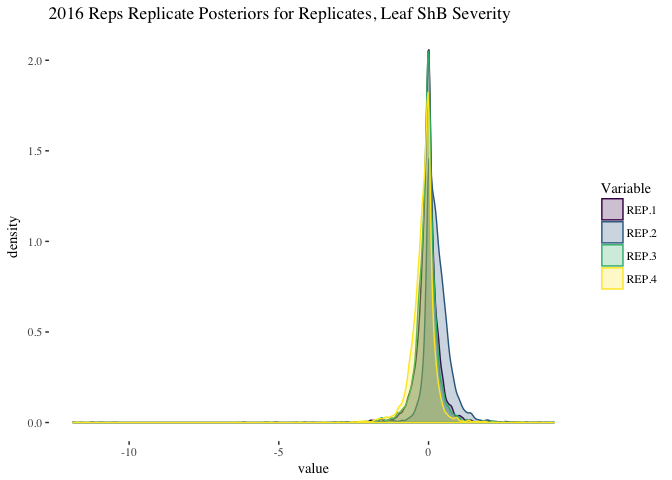 2016 Reps Replicate Posteriors for Replicates, Leaf ShB Severity
2.0
1.5
1.0
0.5
0.0
density
-10
-5
0
value
Variable
REP.1
REP.2
REP.3
REP.4